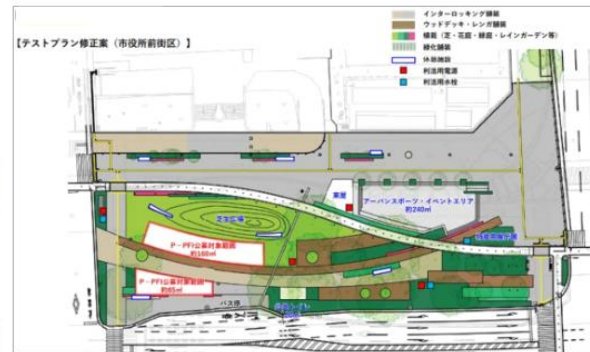 インターロッキング舗装
ウッドデッキ・レンガ舗装
植栽（芝・花庭・緑庭・レインガーデン等）
緑化舗装
休憩施設
利活用電源
利活用水栓
【テストプラン修正案（市役所前街区）】
芝生広場
アーバンスポーツ・イベントエリア
約240㎡
P－PFI公募対象範囲
約160㎡
P－PFI公募対象範囲
約85㎡
バス停